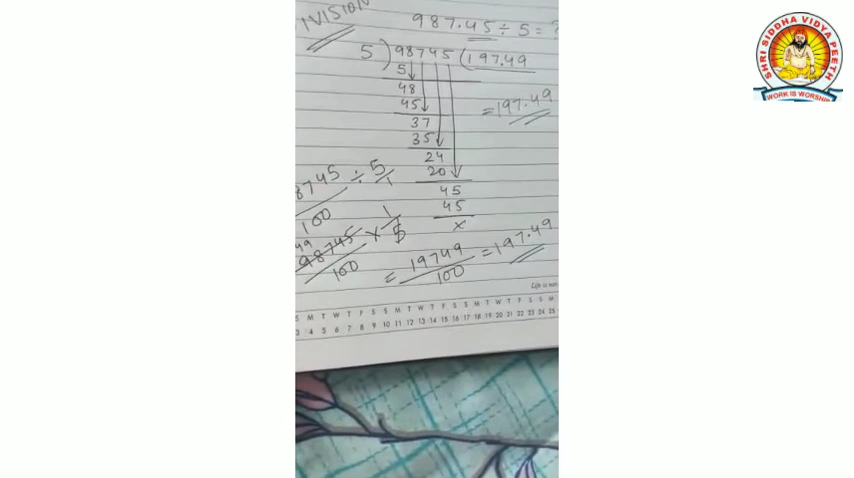 IVISION
987.45 ÷ 5 = ?
5 ) 98745 ( 197.49
5
48
45
37
35
24
20
45
45
×
= 197.49
8745/100 ÷ 5/1
49
98745/100 × 1/5
= 19749/100 = 197.49
S M T W T F S S M T W T F S S M T W T F S S M
3 4 5 6 7 8 9 10 11 12 13 14 15 16 17 18 19 20 21 22 23 24 25
SHRI SIDDHA VIDYA PEETH
WORK IS WORSHIP